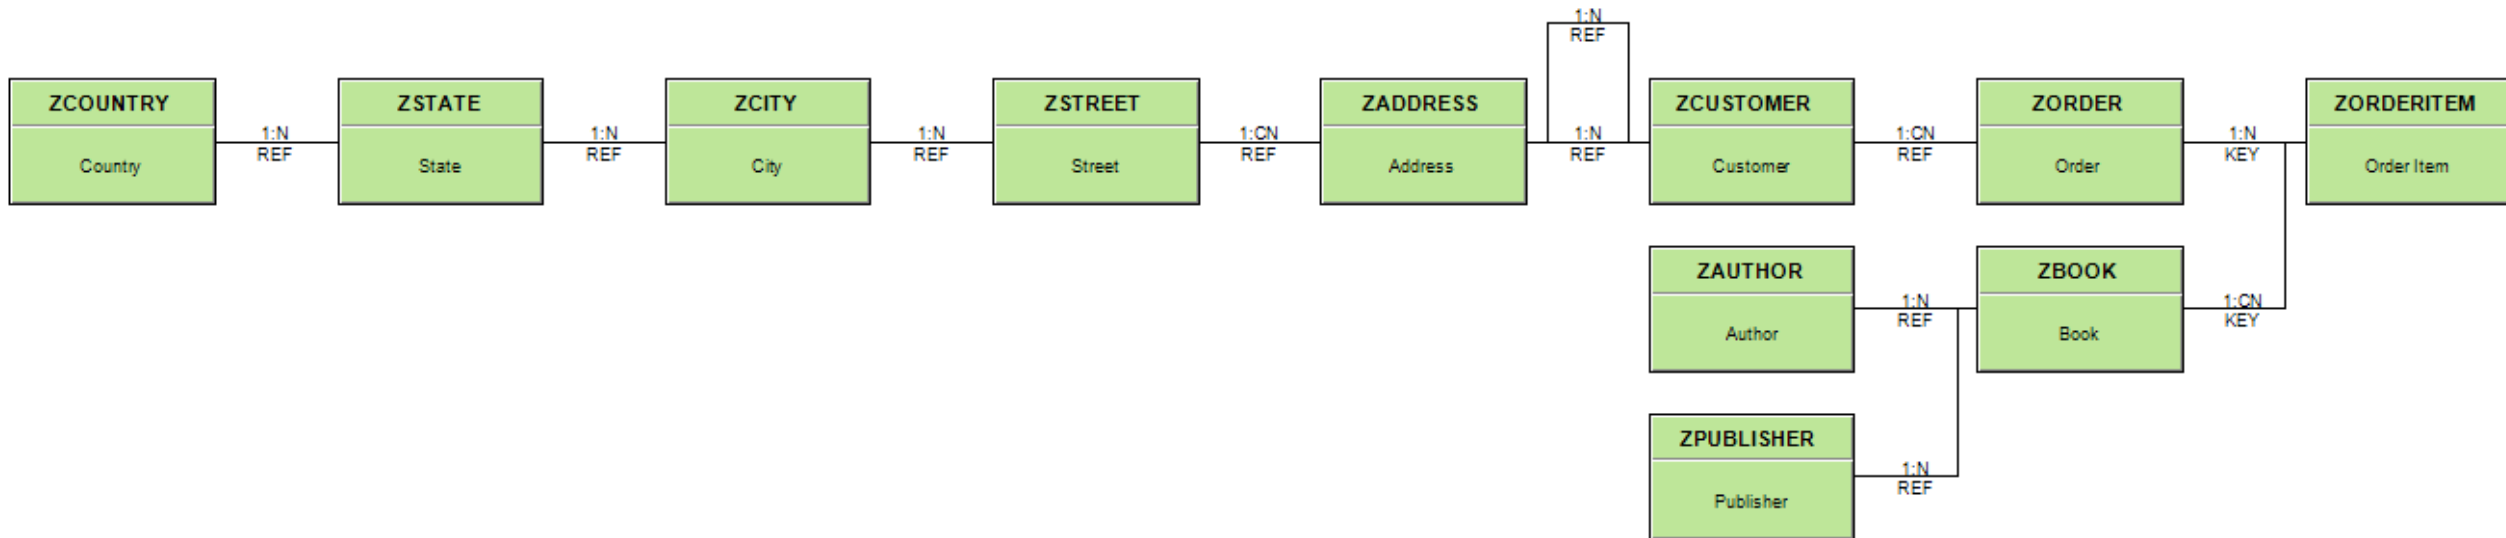 1:N
REF
ZCOUNTRY
Country
1:N
REF
ZSTATE
State
1:N
REF
ZCITY
City
1:N
REF
ZSTREET
Street
1:CN
REF
ZADDRESS
Address
1:N
REF
ZCUSTOMER
Customer
1:CN
REF
ZORDER
Order
1:N
KEY
ZORDERITEM
Order Item
ZAUTHOR
Author
1:N
REF
ZBOOK
Book
1:CN
KEY
ZPUBLISHER
Publisher
1:N
REF